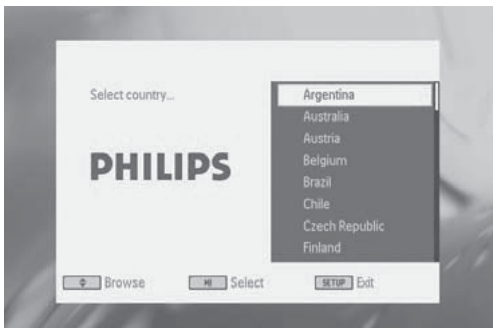 Select country...
PHILIPS
Argentina
Australia
Austria
Belgium
Brazil
Chile
Czech Republic
Finland
Browse
Select
SETUP Exit